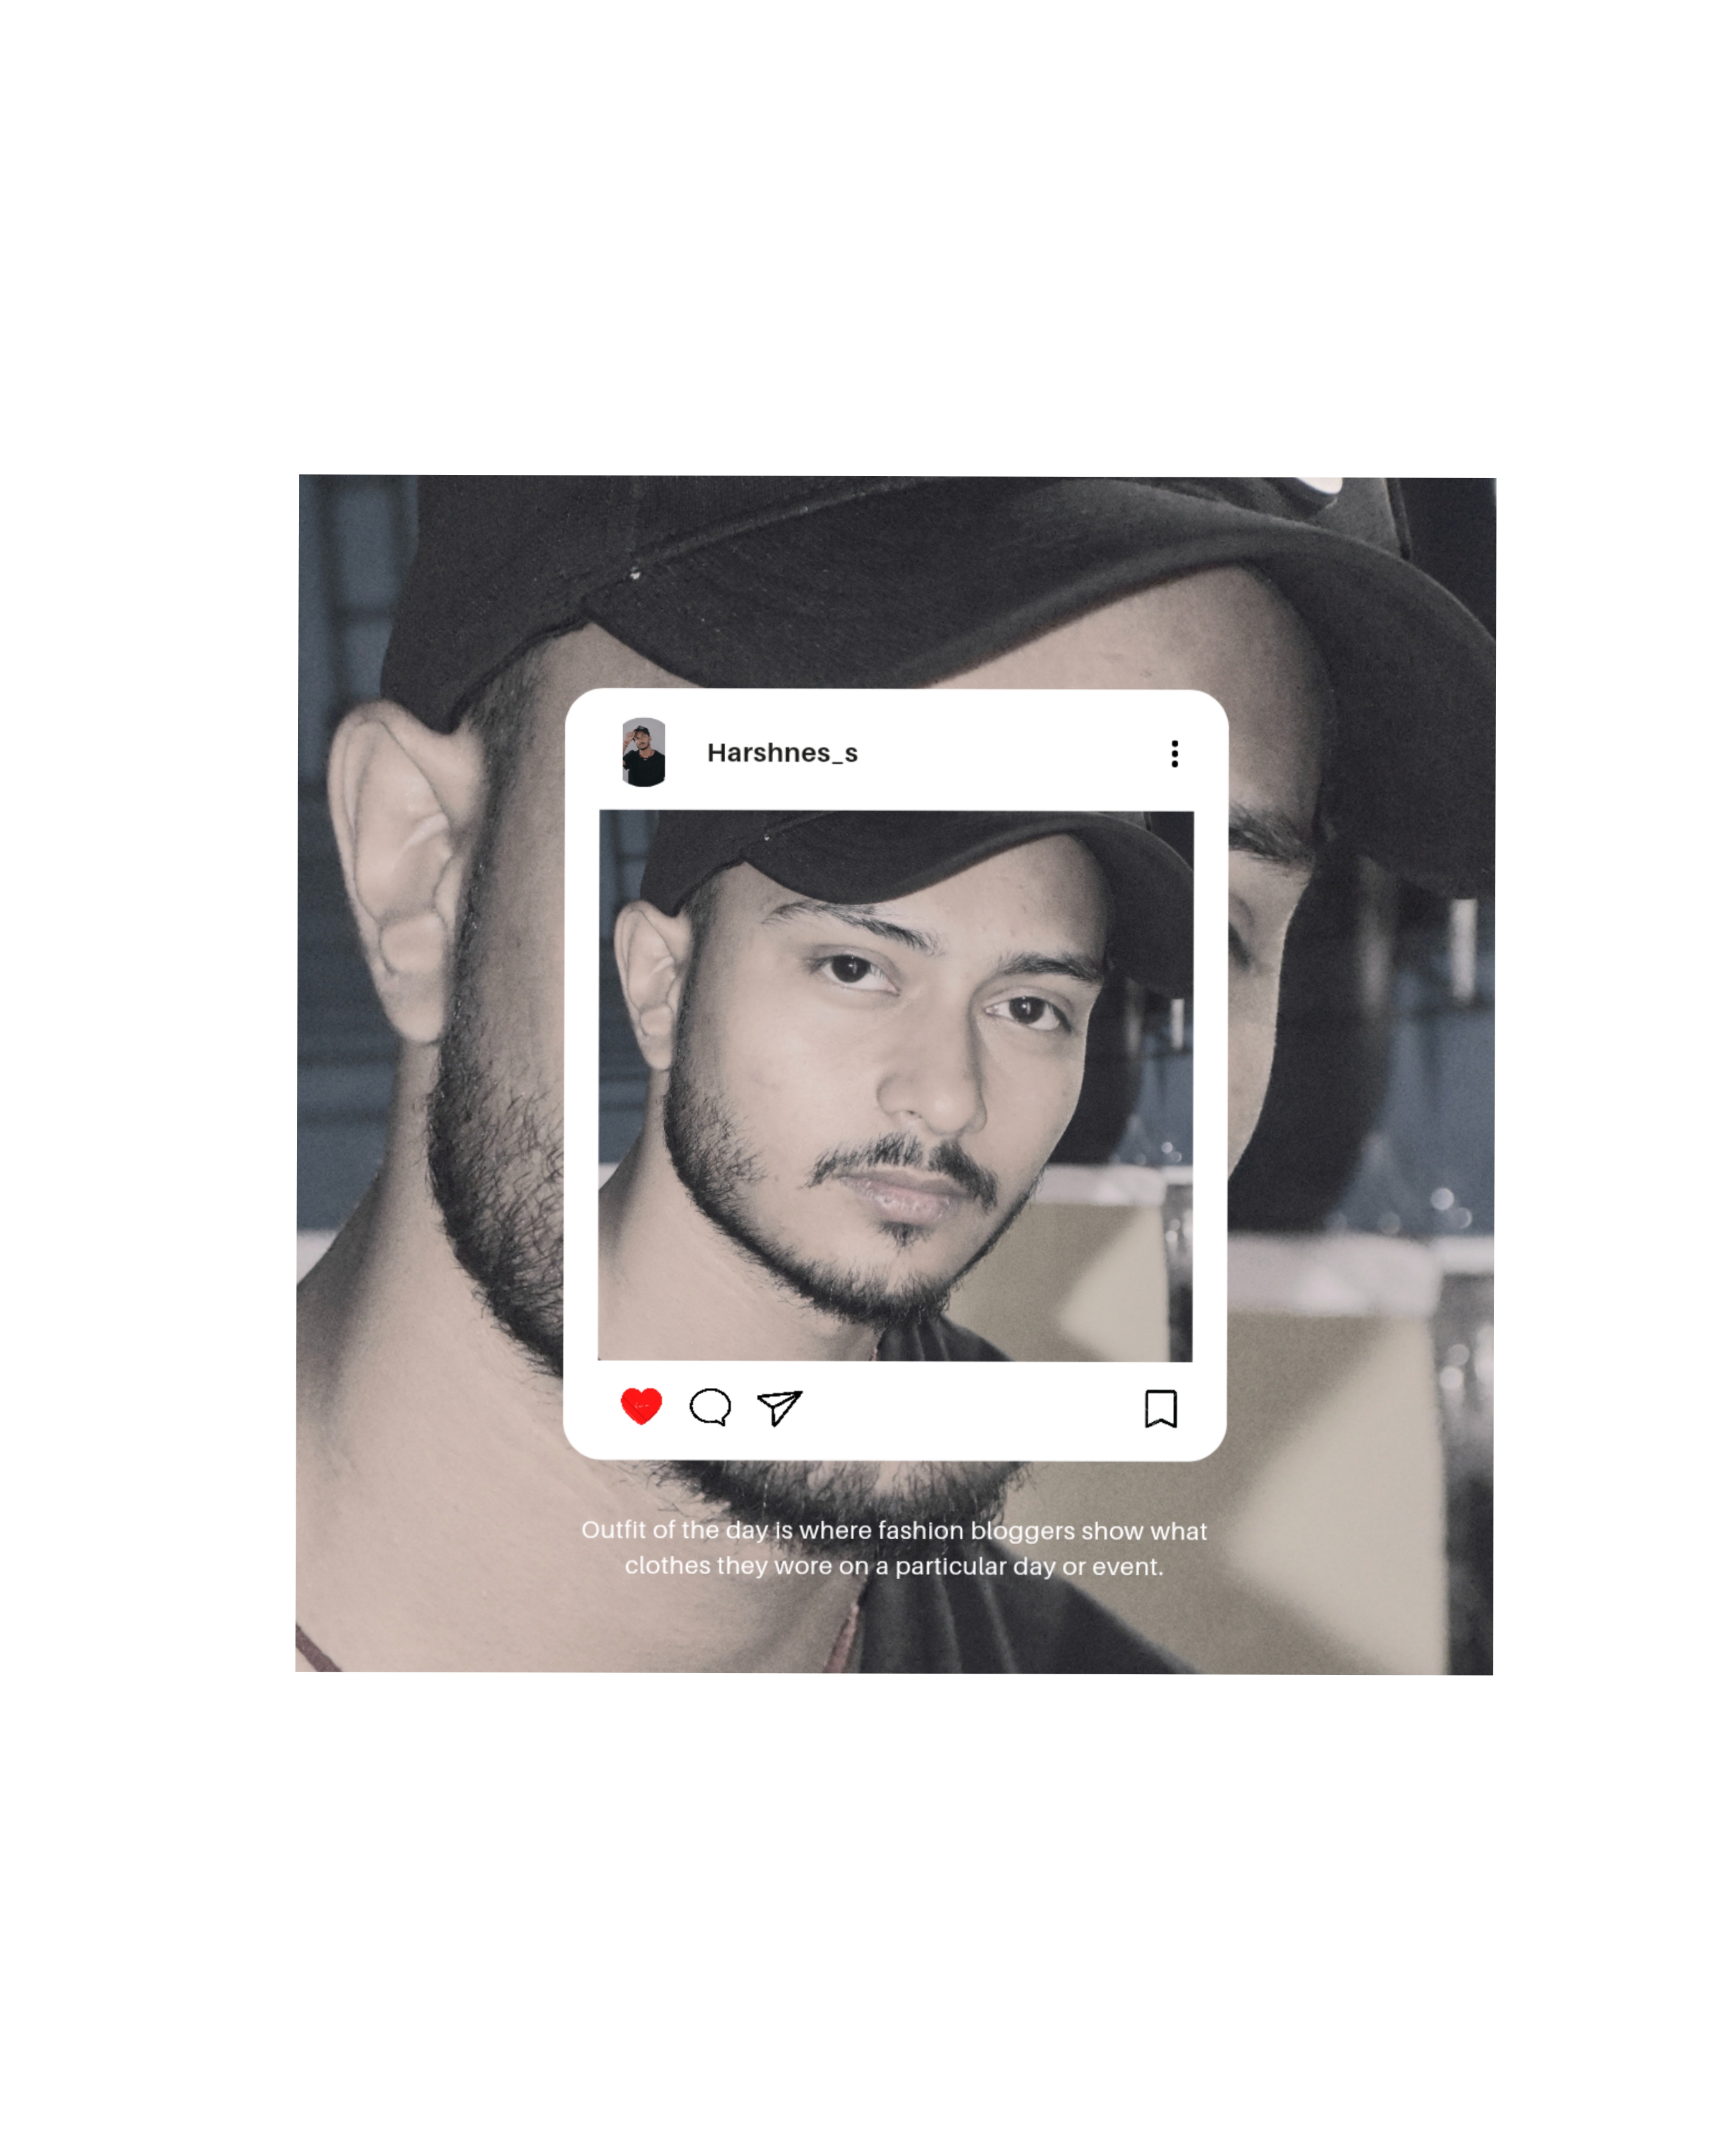 Harshnes_s
Outfit of the day is where fashion bloggers show what
clothes they wore on a particular day or event.